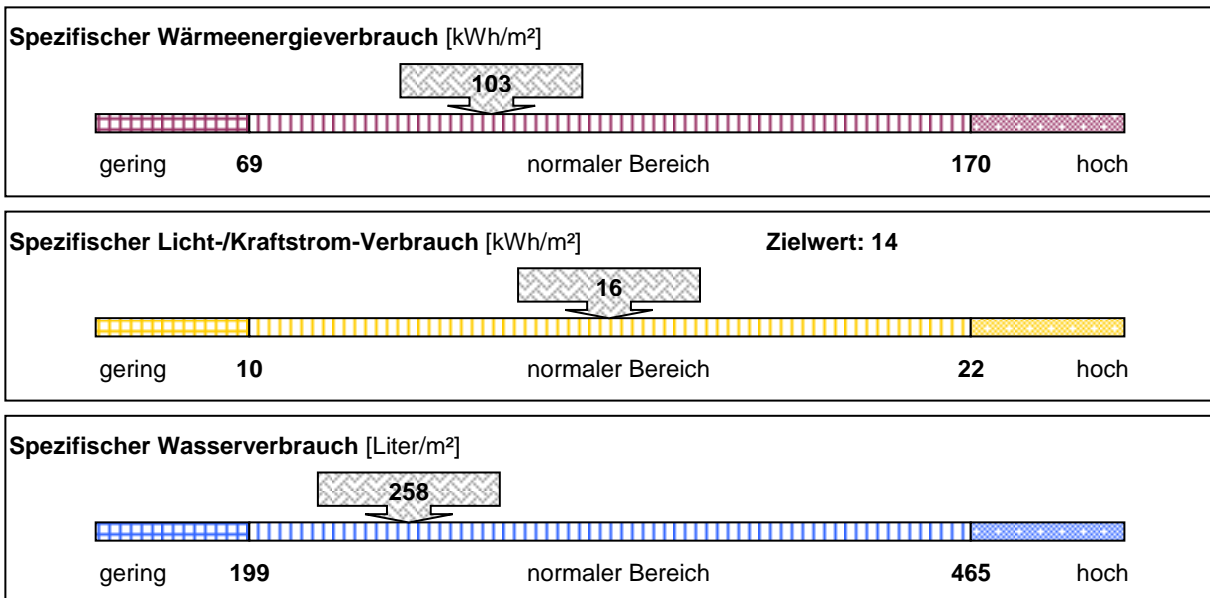 Spezifischer Wärmeenergieverbrauch [kWh/m²]
103
gering 69 normaler Bereich 170 hoch
Spezifischer Licht-/Kraftstrom-Verbrauch [kWh/m²] Zielwert: 14
16
gering 10 normaler Bereich 22 hoch
Spezifischer Wasserverbrauch [Liter/m²]
258
gering 199 normaler Bereich 465 hoch